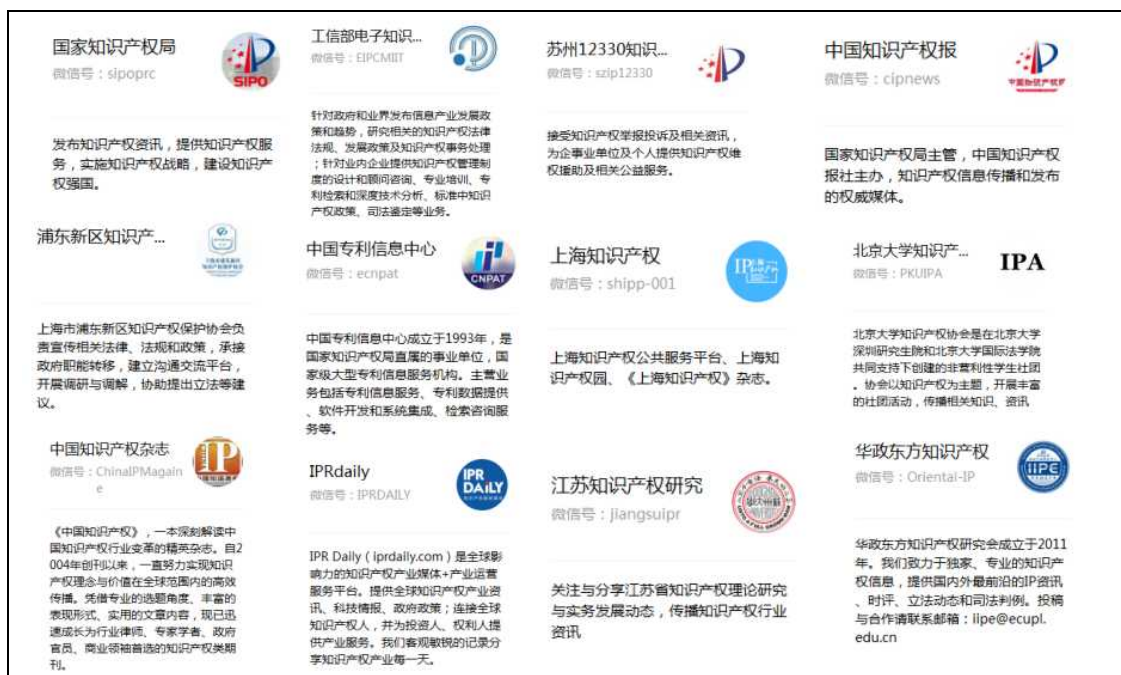 国家知识产权局
微信号：sipoprc
SIPO
发布知识产权资讯，提供知识产权服
务，实施知识产权战略，建设知识产
权强国。
工信部电子知识...
微信号：EIPCMIIT
针对政府和业界发布信息产业发展政
策和趋势，研究相关的知识产权法律
法规、发展政策及知识产权事务处理
；针对业内企业提供知识产权管理制
度的设计和顾问咨询、专业培训、专
利检索和深度技术分析、标准中知识
产权政策、司法鉴定等业务。
苏州12330知识...
微信号：szip12330
接受知识产权举报投诉及相关资讯，
为企事业单位及个人提供知识产权维
权援助及相关公益服务。
中国知识产权报
微信号：cipnews
中国知识产权报
国家知识产权局主管，中国知识产权
报社主办，知识产权信息传播和发布
的权威媒体。
浦东新区知识产...
上海市浦东新区知识产权保护协会负
责宣传相关法律、法规和政策，承接
政府职能转移，建立沟通交流平台，
开展调研与调解，协助提出立法等建
议。
中国专利信息中心
微信号：ecnpat
CNPAT
中国专利信息中心成立于1993年，是
国家知识产权局直属的事业单位，国
家级大型专利信息服务机构。主营业
务包括专利信息服务、专利数据提供
、软件开发和系统集成、检索咨询服
务等。
上海知识产权
微信号：shipp-001
IP
上海知识产权公共服务平台、上海知
识产权园、《上海知识产权》杂志。
北京大学知识产...
微信号：PKUIPA
IPA
北京大学知识产权协会是在北京大学
深圳研究生院和北京大学国际法学院
共同支持下创建的非营利性学生社团
。协会以知识产权为主题，开展丰富
的社团活动，传播相关知识、资讯
中国知识产权杂志
微信号：ChinaIPMagain
e
IP
《中国知识产权》，一本深刻解读中
国知识产权行业变革的精英杂志。自2
004年创刊以来，一直努力实现知识
产权理念与价值在全球范围内的高效
传播。凭借专业的选题角度、丰富的
表现形式、实用的文章内容，现已迅
速成长为行业律师、专家学者、政府
官员、商业领袖首选的知识产权类期
刊。
IPRdaily
微信号：IPRDAILY
IPR
DAILY
IPR Daily（iprdaily.com）是全球影
响力的知识产权产业媒体+产业运营
服务平台。提供全球知识产权产业资
讯、科技情报、政府政策；连接全球
知识产权人，并为投资人、权利人提
供产业服务。我们客观敏锐的记录分
享知识产权产业每一天。
江苏知识产权研究
微信号：jiangsuipr
关注与分享江苏省知识产权理论研究
与实务发展动态，传播知识产权行业
资讯
华政东方知识产权
微信号：Oriental-IP
IIPE
华政东方知识产权研究会成立于2011
年。我们致力于独家、专业的知识产
权信息，提供国内外最前沿的IP资讯
、时评、立法动态和司法判例。投稿
与合作请联系邮箱：iipe@ecupl.
edu.cn